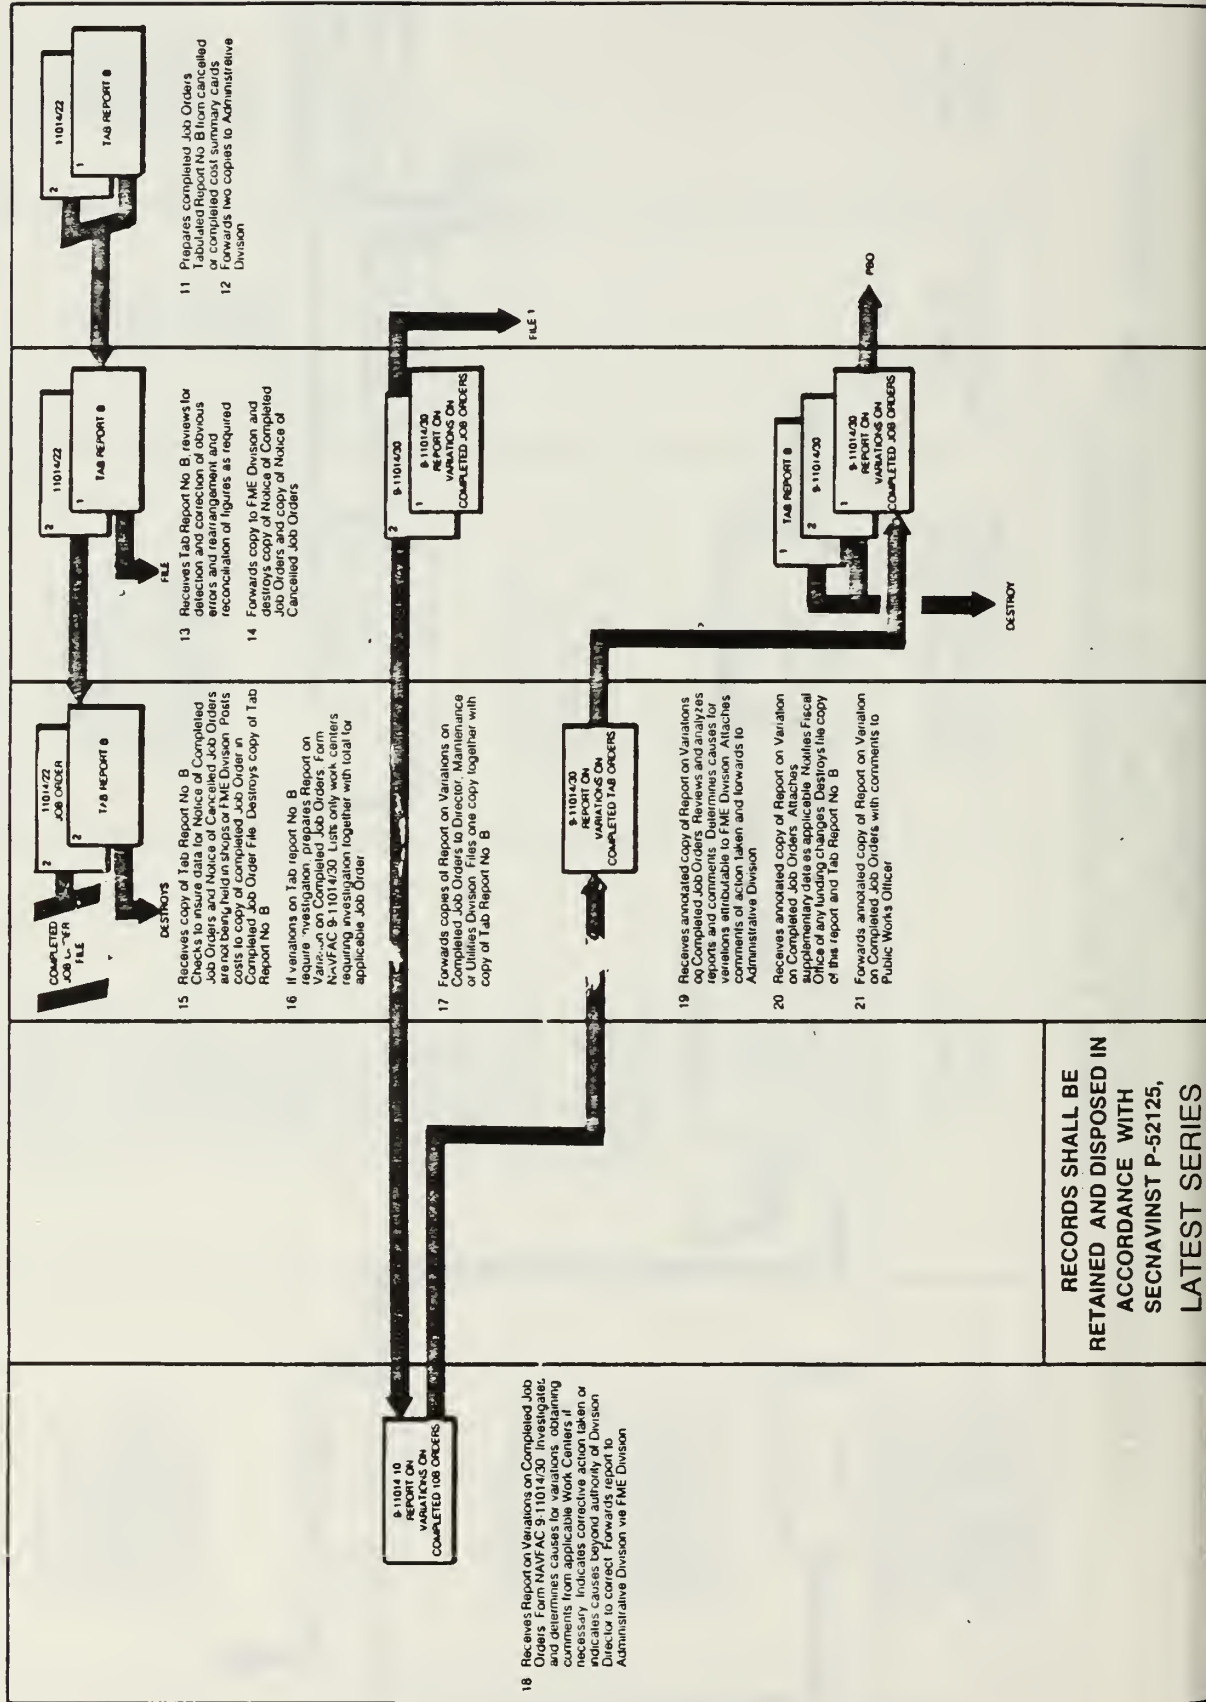 2
11014/22
1
TAB REPORT B
11 Prepares completed Job Orders
Tabulated Report No B from cancelled
or completed cost summary cards
12 Forwards two copies to Administrative
Division
2
11014/22
1
TAB REPORT B
FILE
13 Receives Tab Report No B, reviews for
detection and correction of obvious
errors and rearrangement and
reconciliation of figures as required
14 Forwards copy to FME Division and
destroys copy of Notice of Completed
Job Orders and copy of Notice of
Cancelled Job Orders
COMPLETED
JOB
FILE
2
11014/22
JOB ORDER
2
TAB REPORT B
DESTROYS
15 Receives copy of Tab Report No B
Checks to insure data for Notice of Completed
Job Orders and Notice of Cancelled Job Orders
are not being held in shops or FME Division Posts
costs to copy of completed Job Order in
Completed Job Order File Destroys copy of Tab
Report No B
16 If variations on Tab report No B
require investigation, prepares Report on
Variation on Completed Job Orders Form
NAVFAC 9-11014/30 Lists only work centers
requiring investigation together with total for
applicable Job Order
2
9-11014/30
1
9-11014/30
REPORT ON
VARIATIONS ON
COMPLETED JOB ORDERS
FILE 1
17 Forwards copies of Report on Variations on
Completed Job Orders to Director, Maintenance
or Utilities Division Files one copy together with
copy of Tab Report No B
9-11014 10
REPORT ON
VARIATIONS ON
COMPLETED 10B ORDERS
18 Receives Report on Variations on Completed Job
Orders Form NAVFAC 9-11014/30 Investigates
and determines causes for variations obtaining
comments from applicable Work Centers if
necessary Indicates corrective action taken or
indicates causes beyond authority of Division
Director to correct Forwards report to
Administrative Division vie FME Division
9-11014/30
REPORT ON
VARIATIONS ON
COMPLETED TAB ORDERS
19 Receives annotated copy of Report on Variations
og Completed Job Orders Reviews and analyzes
reports and comments Determines causes for
variations attributable to FME Division Attaches
comments of action taken and forwards to
Administrative Division
20 Receives annotated copy of Report on Variation
on Completed Job Orders Attaches
supplementary date es applicable Notifies Fiscal
Office of any funding changes Destroys file copy
of this report and Tab Report No B
21 Forwards annotated copy of Report on Variation
on Completed Job Orders with comments to
Public Works Officer
1
TAB REPORT B
2
9-11014/30
1
9-11014/30
REPORT ON
VARIATIONS ON
COMPLETED JOB ORDERS
PBO
DESTROY
RECORDS SHALL BE
RETAINED AND DISPOSED IN
ACCORDANCE WITH
SECNAVINST P-52125,
LATEST SERIES